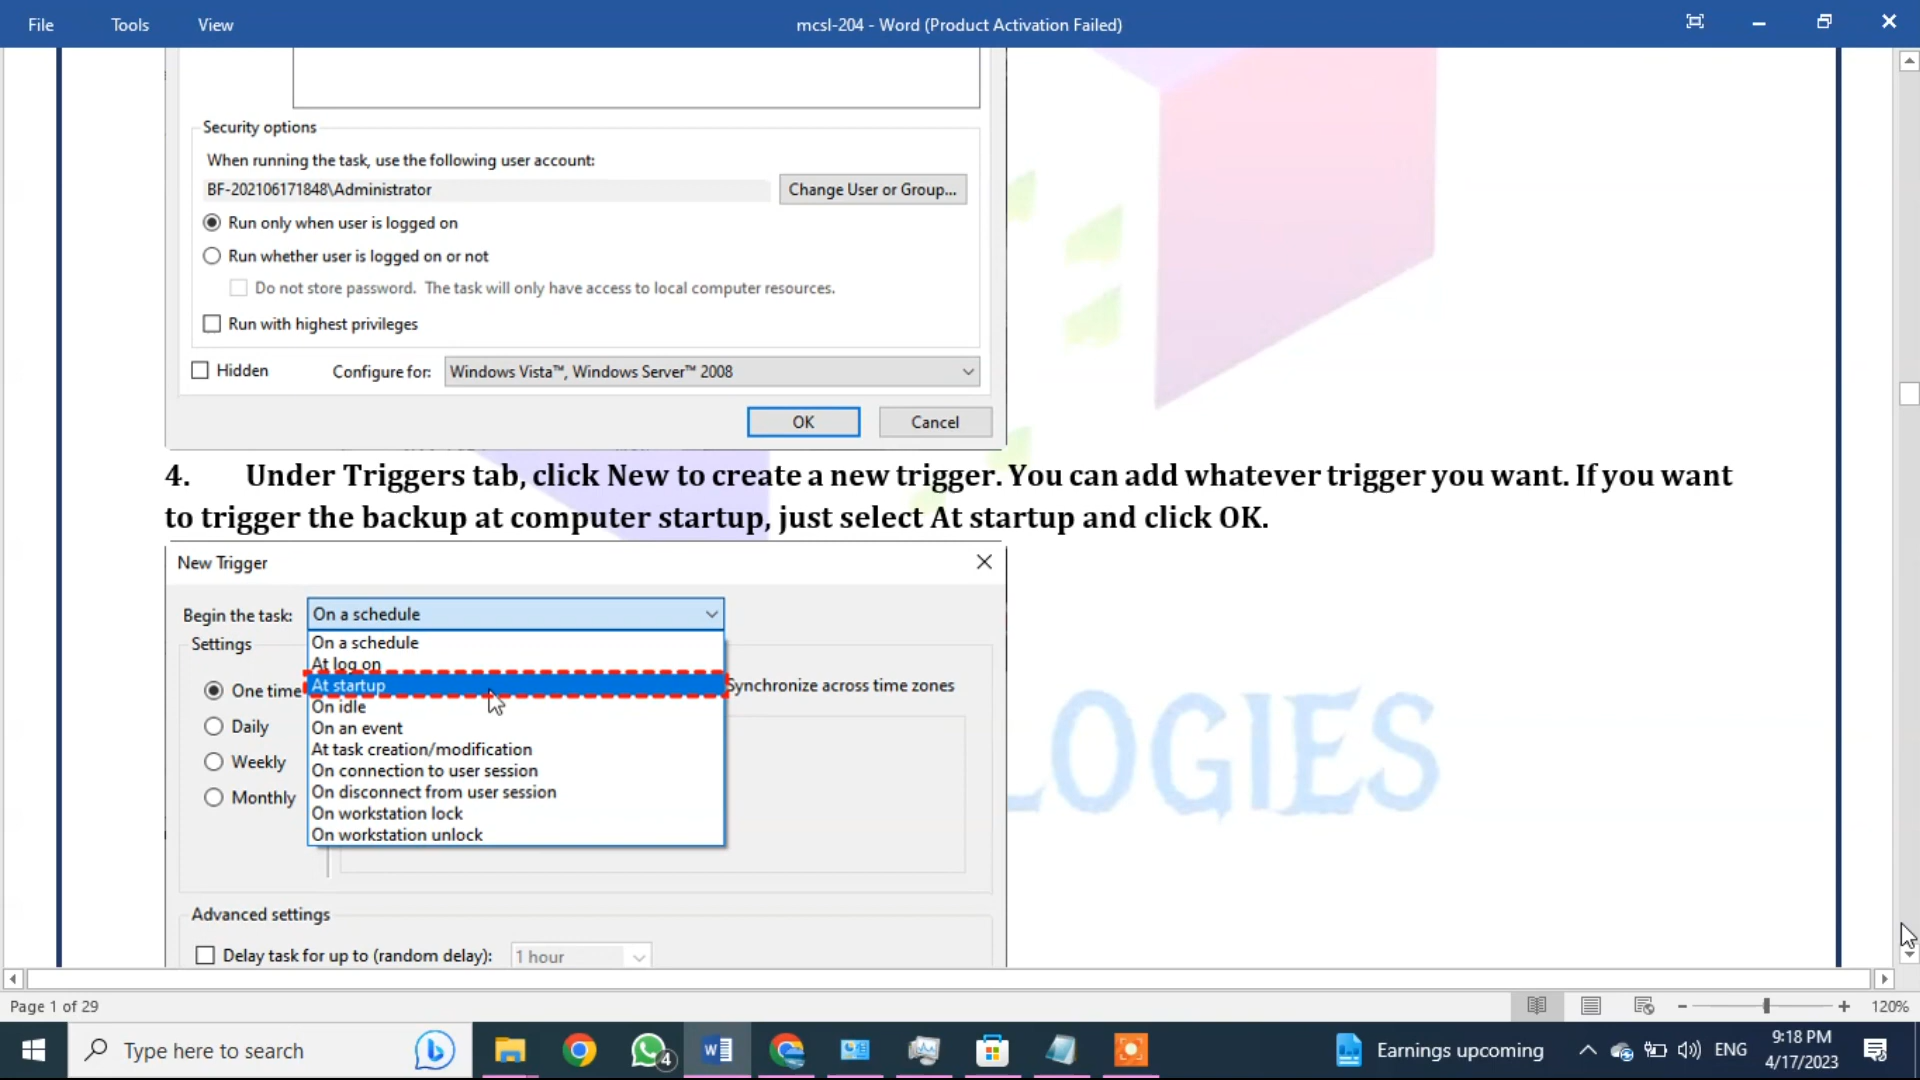 File Tools View mcsl-204 - Word (Product Activation Failed)
Security options
When running the task, use the following user account:
BF-202106171848\Administrator Change User or Group...
Run only when user is logged on
Run whether user is logged on or not
Do not store password. The task will only have access to local computer resources.
Run with highest privileges
Hidden Configure for: Windows Vista™, Windows Server™ 2008
OK Cancel
4. Under Triggers tab, click New to create a new trigger. You can add whatever trigger you want. If you want
to trigger the backup at computer startup, just select At startup and click OK.
New Trigger
Begin the task: On a schedule
Settings On a schedule
At log on
One time At startup Synchronize across time zones
On idle
Daily On an event
At task creation/modification
Weekly On connection to user session
On disconnect from user session
Monthly On workstation lock
On workstation unlock
LOGIES
Advanced settings
Delay task for up to (random delay): 1 hour
Page 1 of 29 120%
Type here to search 4 Earnings upcoming ENG 9:18 PM
4/17/2023